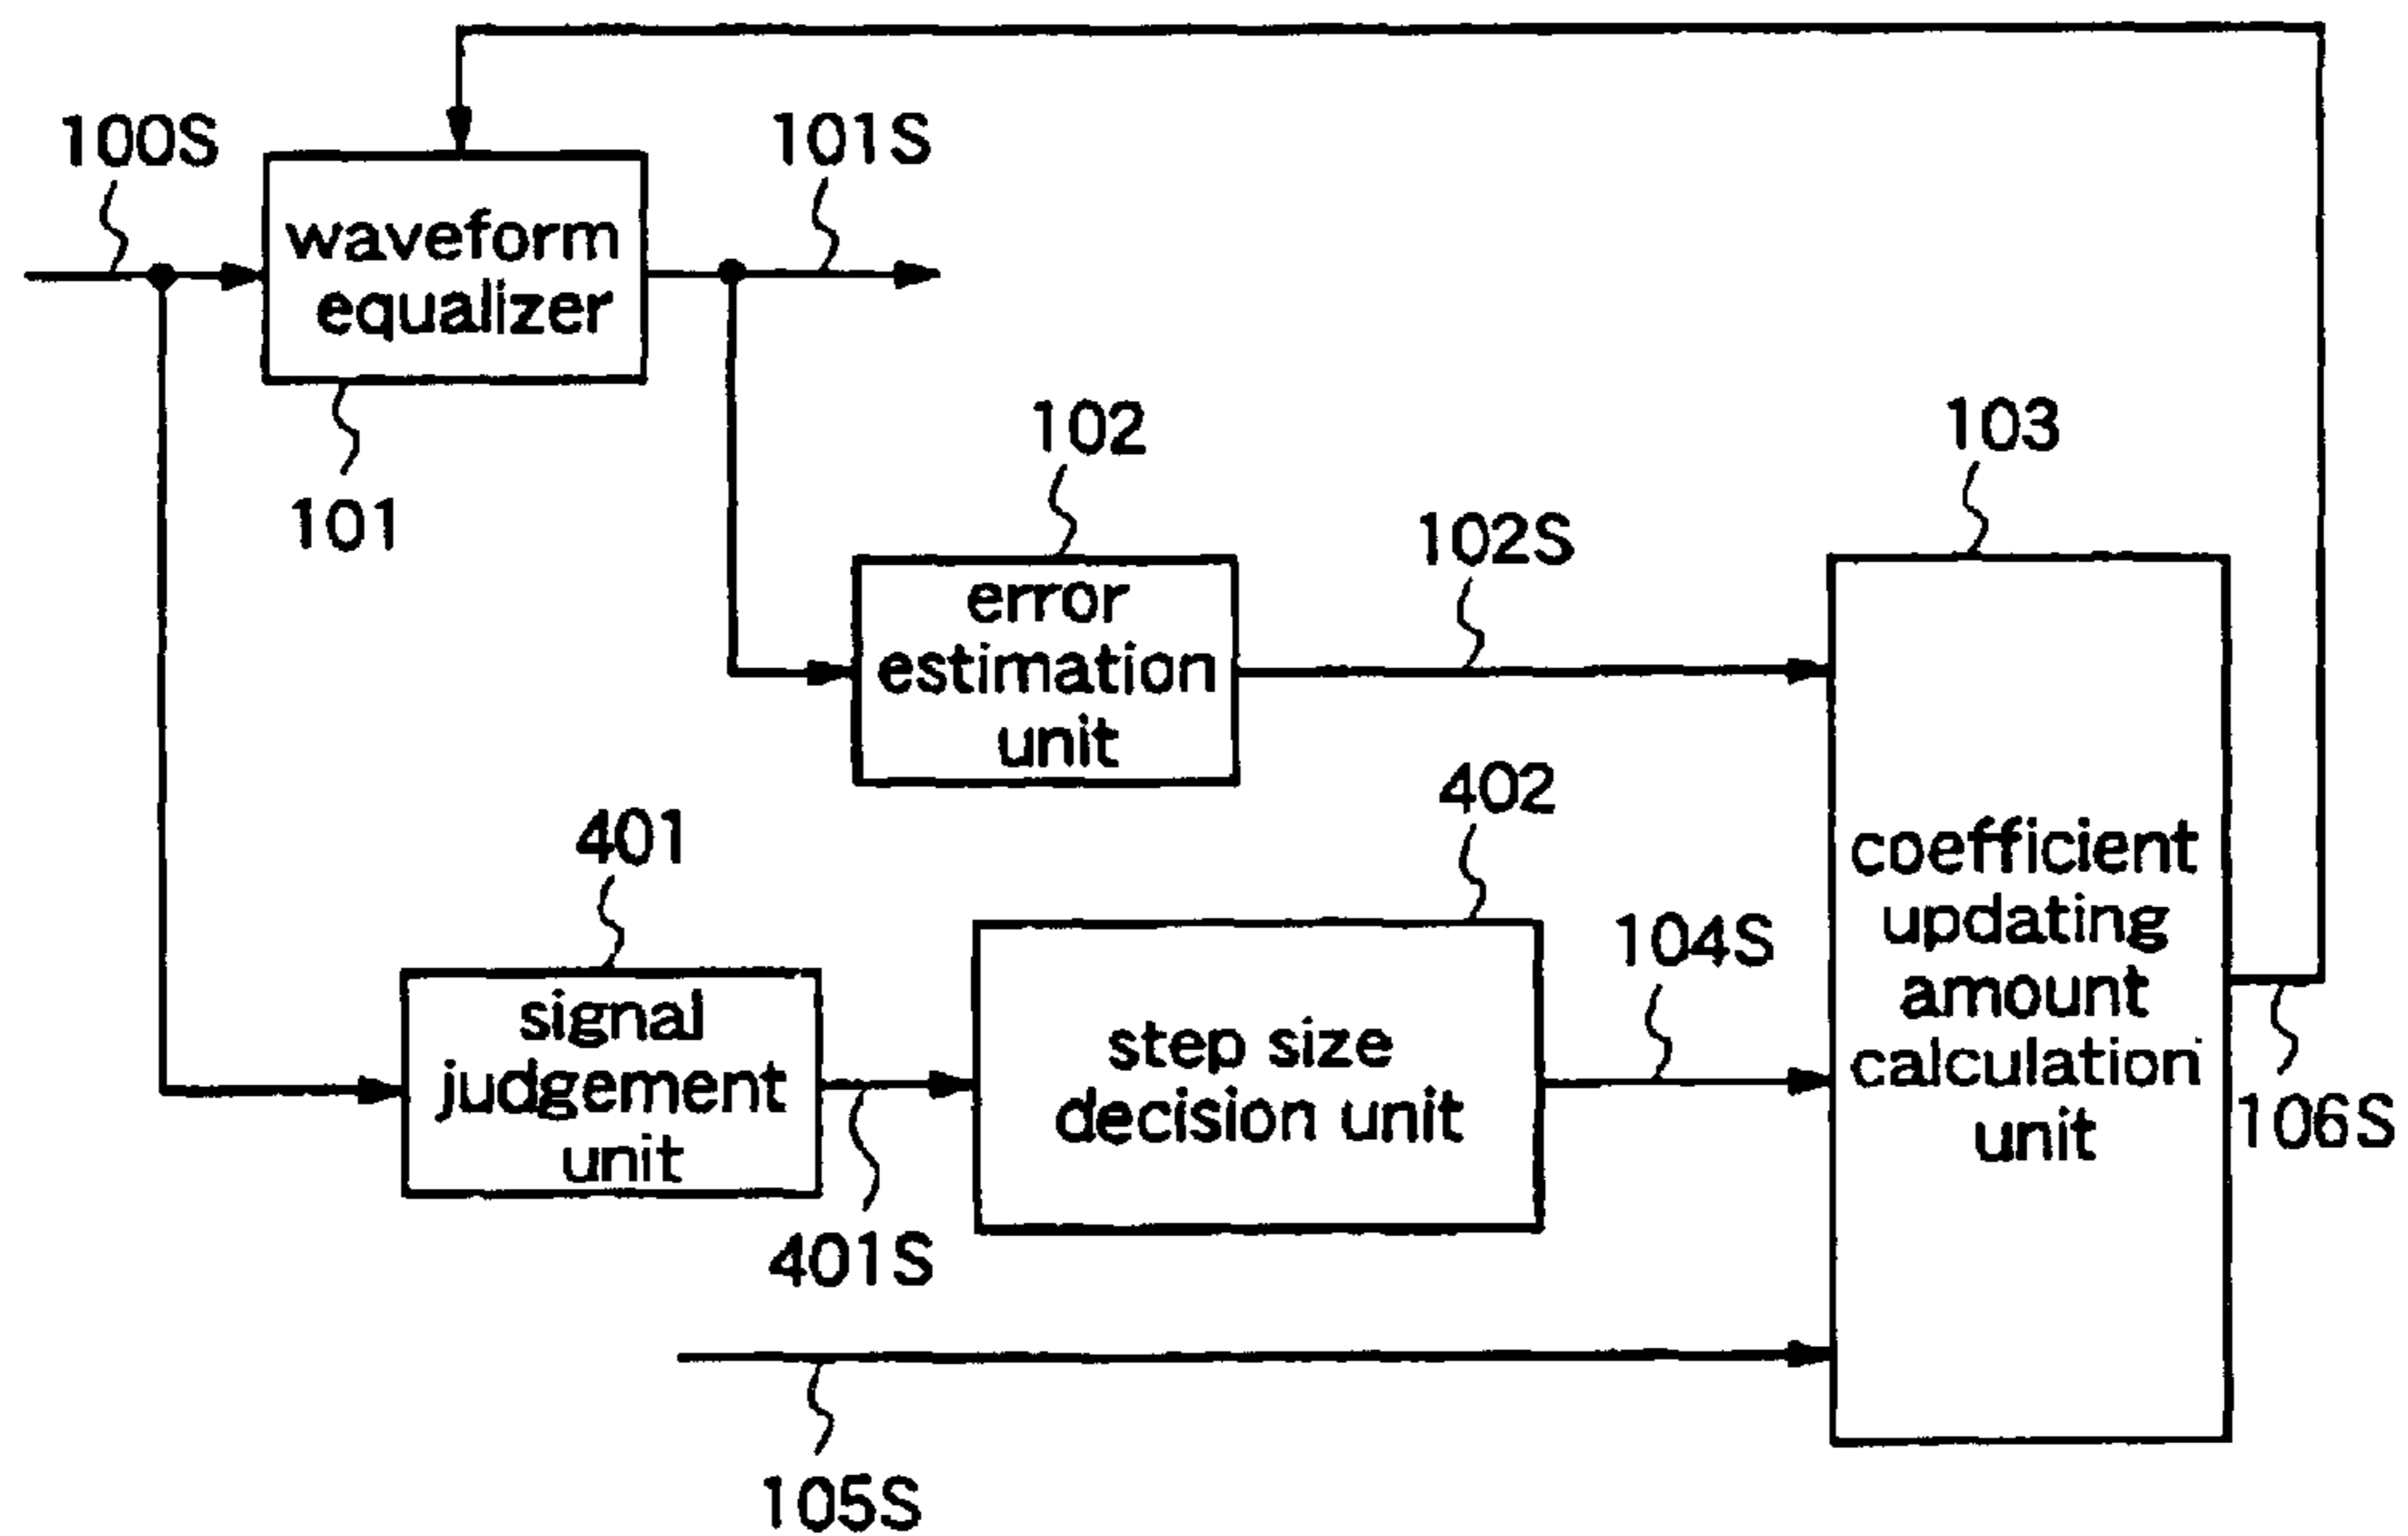 100S
101S
waveform
equalizer
101
102
103
102S
error
estimation
unit
402
401
coefficient
updating
amount
calculation
unit
104S
signal
judgement
unit
step size
decision unit
106S
401S
105S